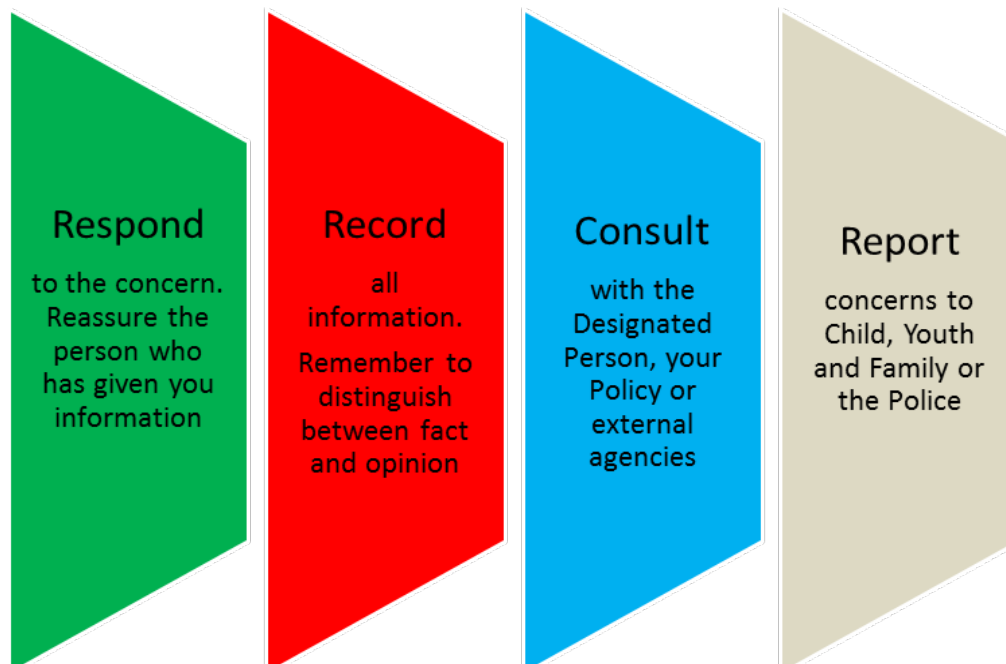 Respond
to the concern.
Reassure the
person who
has given you
information
Record
all
information.
Remember to
distinguish
between fact
and opinion
Consult
with the
Designated
Person, your
Policy or
external
agencies
Report
concerns to
Child, Youth
and Family or
the Police